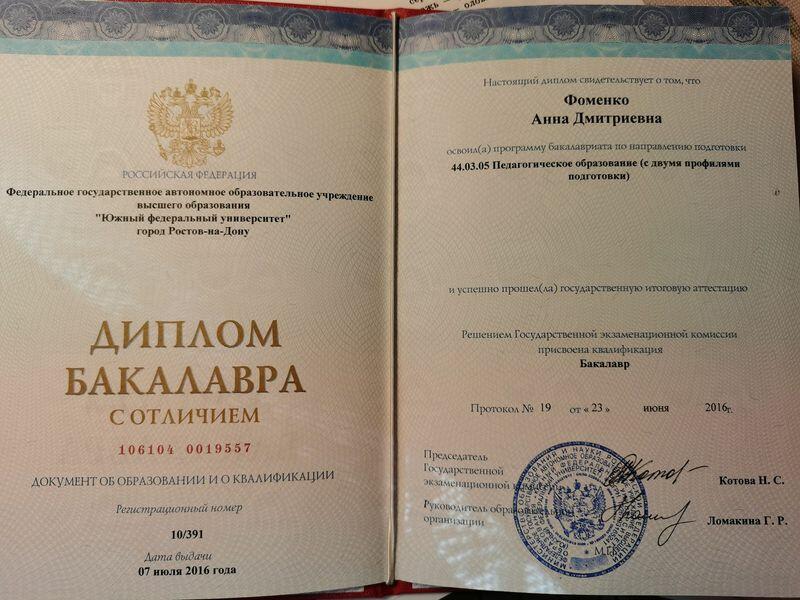 РОССИЙСКАЯ ФЕДЕРАЦИЯ
Федеральное государственное автономное образовательное учреждение
высшего образования
"Южный федеральный университет"
город Ростов-на-Дону
ДИПЛОМ
БАКАЛАВРА
С ОТЛИЧИЕМ
106104 0019557
ДОКУМЕНТ ОБ ОБРАЗОВАНИИ И О КВАЛИФИКАЦИИ
Регистрационный номер
10/391
Дата выдачи
07 июля 2016 года
Настоящий диплом свидетельствует о том, что
Фоменко
Анна Дмитриевна
освоил(а) программу бакалавриата по направлению подготовки
44.03.05 Педагогическое образование (с двумя профилями
подготовки)
и успешно прошел(ла) государственную итоговую аттестацию
Решением Государственной экзаменационной комиссии
присвоена квалификация
Бакалавр
Протокол № 19 от «23» июня 2016г.
Председатель
Государственной
экзаменационной
Котова Н. С.
Руководитель образовательной
организации
Ломакина Г. Р.
М.П.